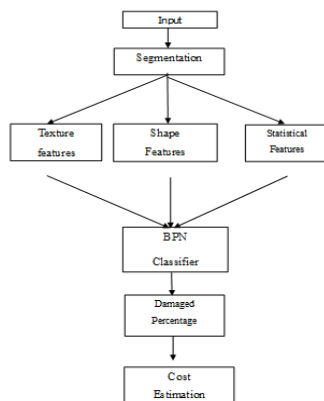 Input
Segmentation
Texture
features
Shape
Features
Statistical
Features
BPN
Classifier
Damaged
Percentage
Cost
Estimation